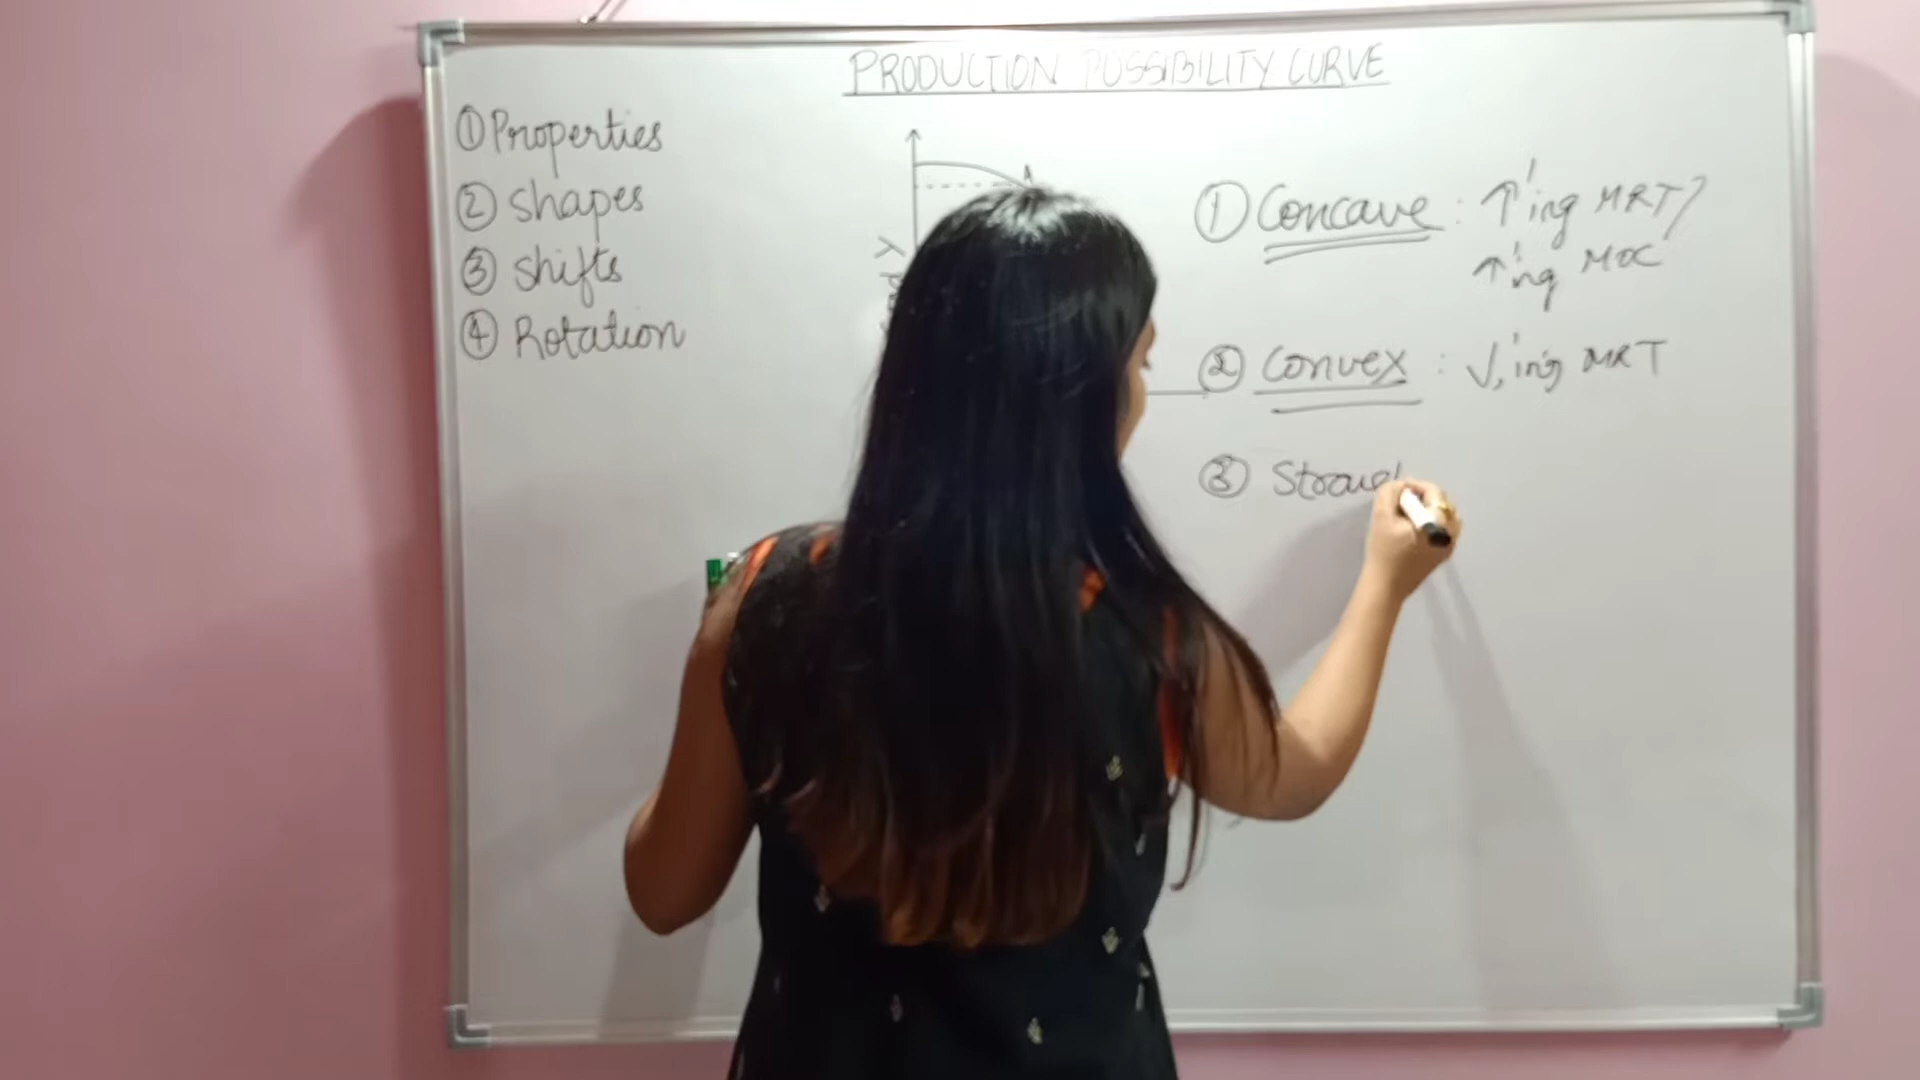 PRODUCTION PUSSIBILITY CURVE
① Properties
② Shapes
③ Shifts
④ Rotation
A
Y
① Concave : ↑'ing MRT/
↑'ing MOC
② Convex : ↓'ing MRT
③ Straigh